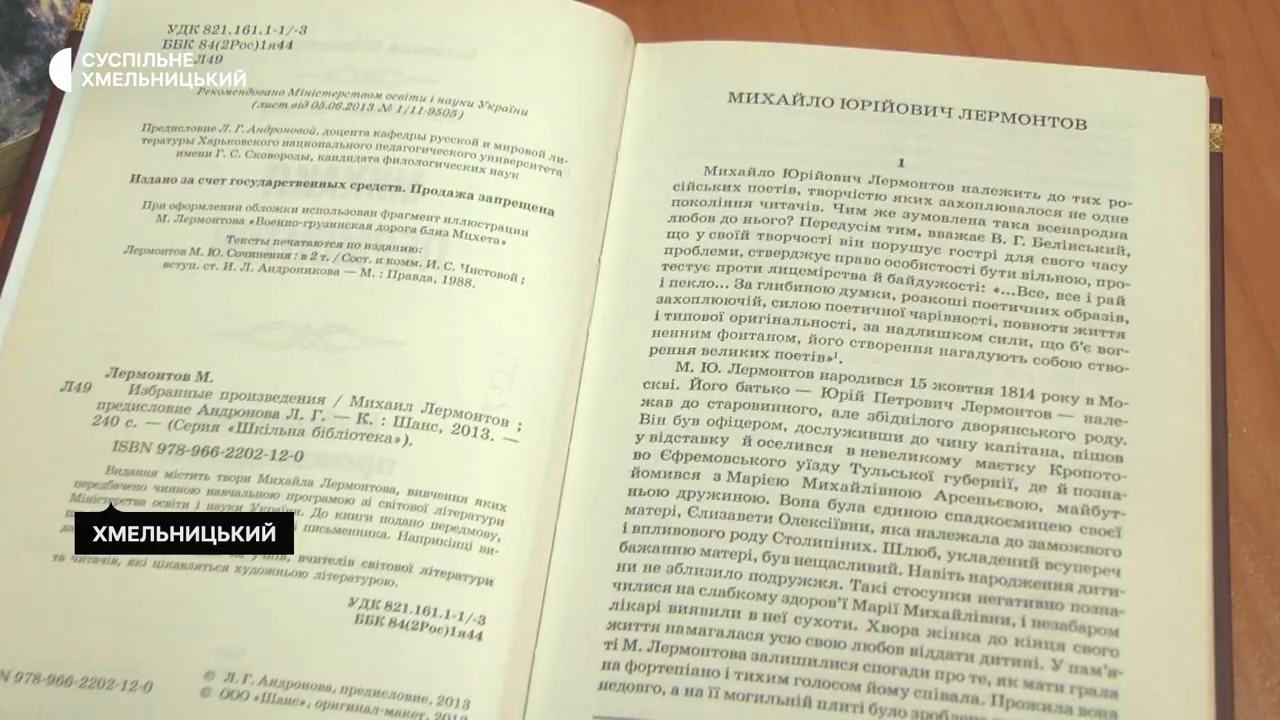 СУСПІЛЬНЕ
ХМЕЛЬНИЦЬКИЙ
УДК 821.161.1-1/-3
ББК 84(2Рос)1я44
Л49
Рекомендовано Міністерством освіти і науки України
(лист від 05.06.2013 № 1/11-9505)
Предисловие Л. Г. Андроновой, доцента кафедры русской и мировой ли-
тературы Харьковского национального педагогического университета
имени Г. С. Сковороды, кандидата филологических наук
Издано за счет государственных средств. Продажа запрещена
При оформлении обложки использован фрагмент иллюстрации
М. Лермонтова «Военно-грузинская дорога близ Мцхета»
Тексты печатаются по изданию:
Лермонтов М. Ю. Сочинения : в 2 т. / Сост. и комм. И. С. Чистовой ;
вступ. ст. И. Л. Андроникова — М. : Правда, 1988.
Лермонтов М.
Л49 Избранные произведения / Михаил Лермонтов ;
предисловие Андронова Л. Г. — К. : Шанс, 2013. —
240 с. — (Серия «Шкільна бібліотека»).
ISBN 978-966-2202-12-0
Видання містить твори Михайла Лермонтова, вивчення яких
передбачено чинною навчальною програмою зі світової літератури
Міністерства освіти і науки України. До книги подано передмову,
і письменника. Наприкінці ви-
ХМЕЛЬНИЦЬКИЙ
учнів, вчителів світової літератури
та читачів, які цікавляться художньою літературою.
УДК 821.161.1-1/-3
ББК 84(2Рос)1я44
N 978-966-2202-12-0
© Л. Г. Андронова, предисловие, 2013
© ООО «Шанс», оригинал-макет, 2013
МИХАЙЛО ЮРІЙОВИЧ ЛЕРМОНТОВ
1
Михайло Юрійович Лермонтов належить до тих ро-
сійських поетів, творчістю яких захоплювалося не одне
покоління читачів. Чим же зумовлена така всенародна
любов до нього? Передусім тим, вважає В. Г. Белінський,
що у своїй творчості він порушує гострі для свого часу
проблеми, стверджує право особистості бути вільною, про-
тестує проти лицемірства й байдужості: «...Все, все і рай
і пекло... За глибиною думки, розкоші поетичних образів,
захоплюючій, силою поетичної чарівності, повноти життя
і типової оригінальності, за надлишком сили, що б'є вог-
ненним фонтаном, його створення нагадують собою ство-
рення великих поетів»¹.
М. Ю. Лермонтов народився 15 жовтня 1814 року в Мо-
скві. Його батько — Юрій Петрович Лермонтов — нале-
жав до старовинного, але збіднілого дворянського роду.
Він був офіцером, дослуживши до чину капітана, пішов
у відставку й оселився в невеликому маєтку Кропото-
во Єфремовського уїзду Тульської губернії, де й позна-
йомився з Марією Михайлівною Арсеньєвою, майбут-
ньою дружиною. Вона була єдиною спадкоємицею своєї
матері, Єлизавети Олексіївни, яка належала до заможного
і впливового роду Столипіних. Шлюб, укладений всупереч
бажанню матері, був нещасливий. Навіть народження дити-
ни не зблизило подружжя. Такі стосунки негативно позна-
чилися на слабкому здоров'ї Марії Михайлівни, і незабаром
лікарі виявили в неї сухоти. Хвора жінка до кінця свого
життя намагалася усю свою любов віддати дитині. У пам'я-
ті М. Лермонтова залишилися спогади про те, як мати грала
на фортепіано і тихим голосом йому співала. Прожила вона
недовго, а на її могильній плиті було зроблено